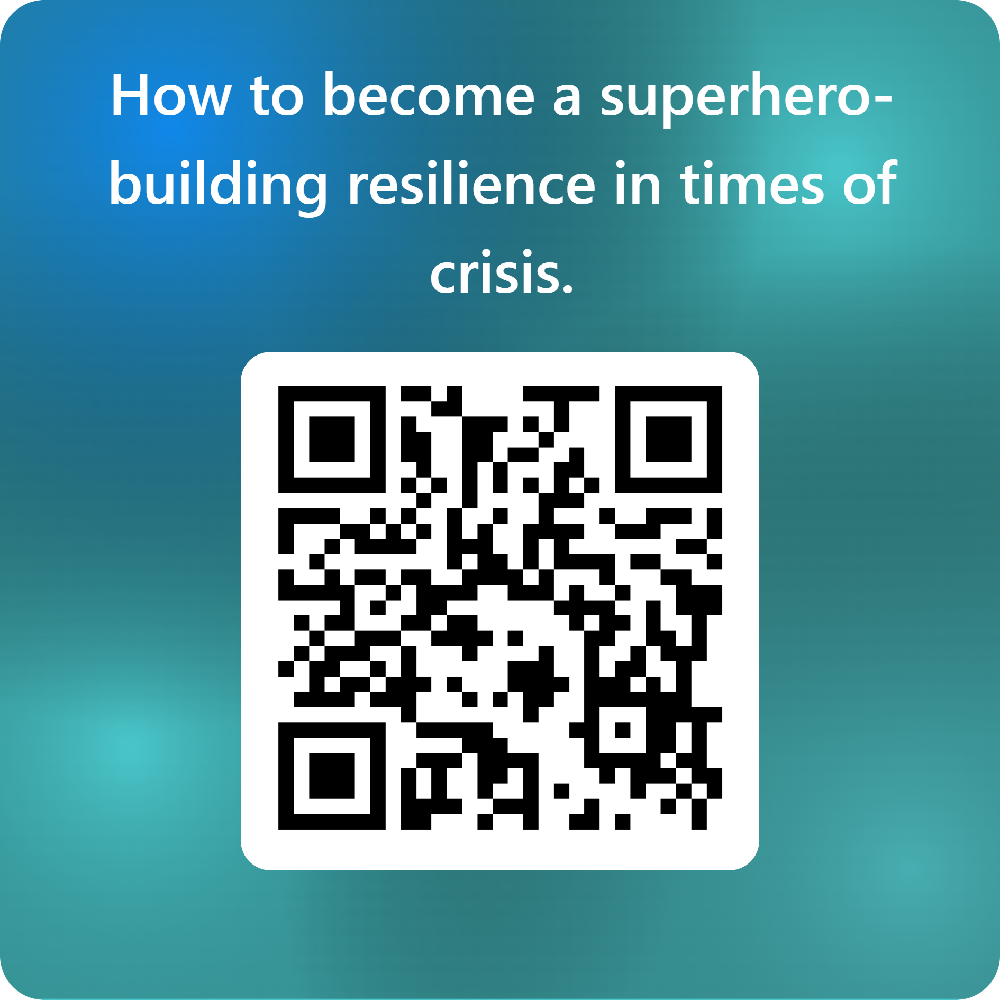 How to become a superhero-
building resilience in times of
crisis.